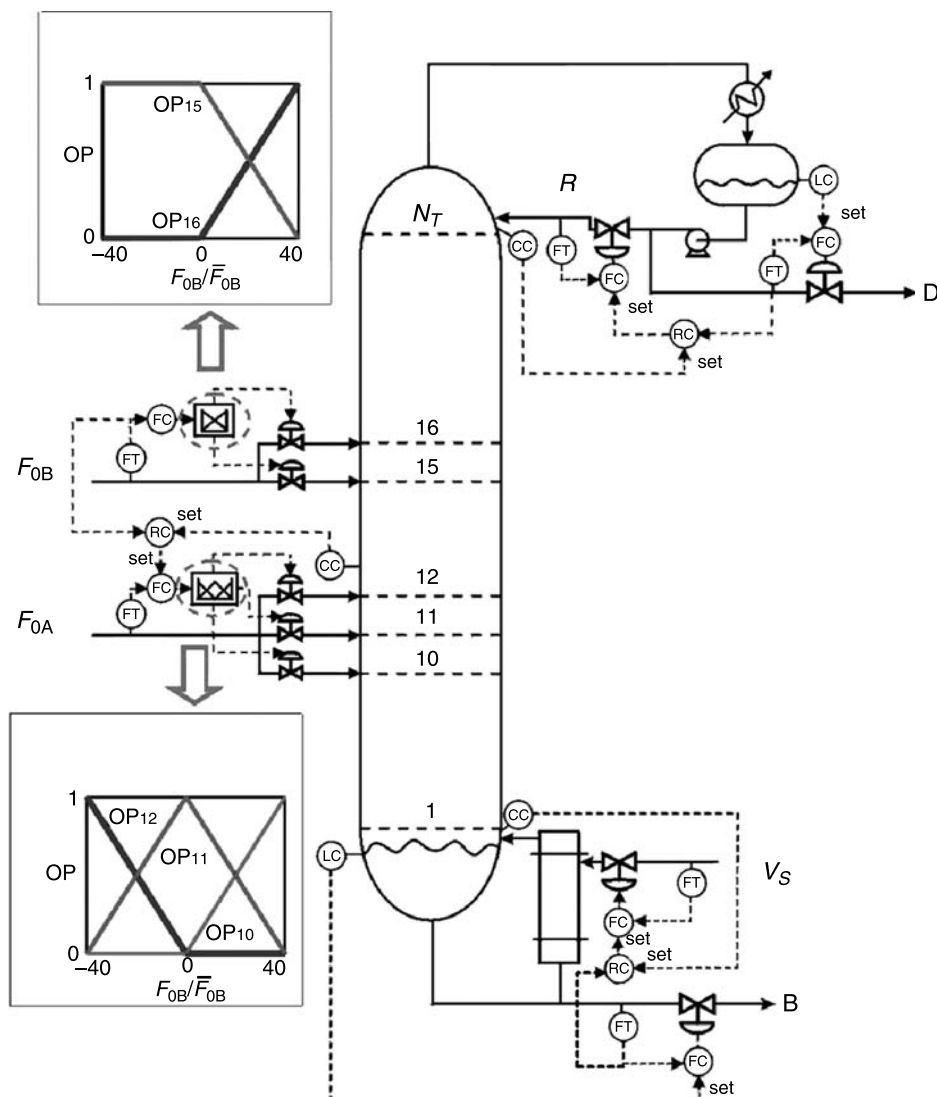 1
OP15
OP
OP16
0
−40
0
40
F0B/F̅0B
R
NT
LC
set
FC
FT
FT
CC
FC
set
RC
set
D
FC
FT
F0B
16
15
RC
set
set
CC
FC
FT
F0A
12
11
10
1
OP12
OP11
OP
OP10
0
−40
0
40
F0B/F̅0B
1
CC
LC
FT
VS
FC
set
set
RC
B
FT
FC
set